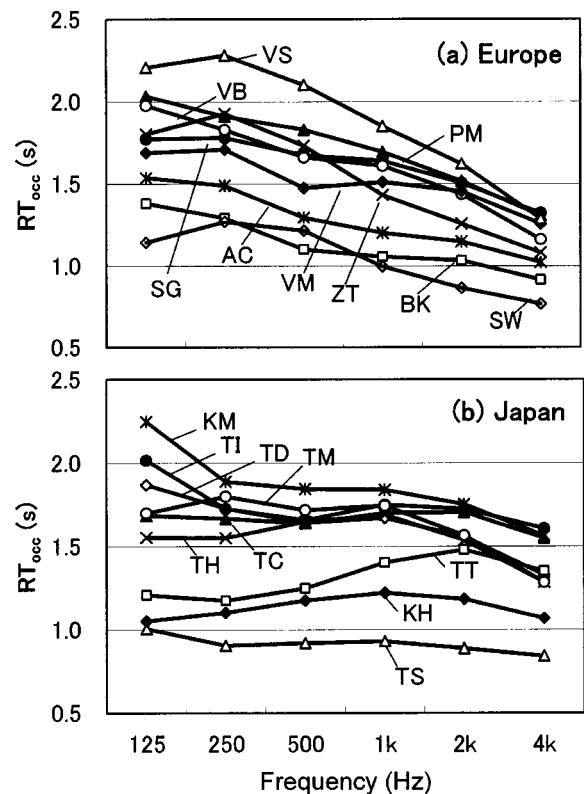 2.5
2.0
1.5
1.0
0.5
RTocc (s)
(a) Europe
VS
VB
PM
SG
AC
VM
ZT
BK
SW
2.5
2.0
1.5
1.0
0.5
RTocc (s)
(b) Japan
KM
TI
TD
TM
TH
TC
TT
KH
TS
125 250 500 1k 2k 4k
Frequency (Hz)